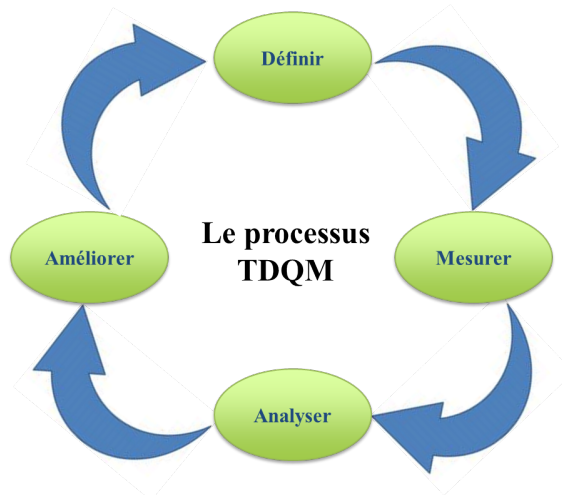 Définir
Mesurer
Analyser
Améliorer
Le processus
TDQM